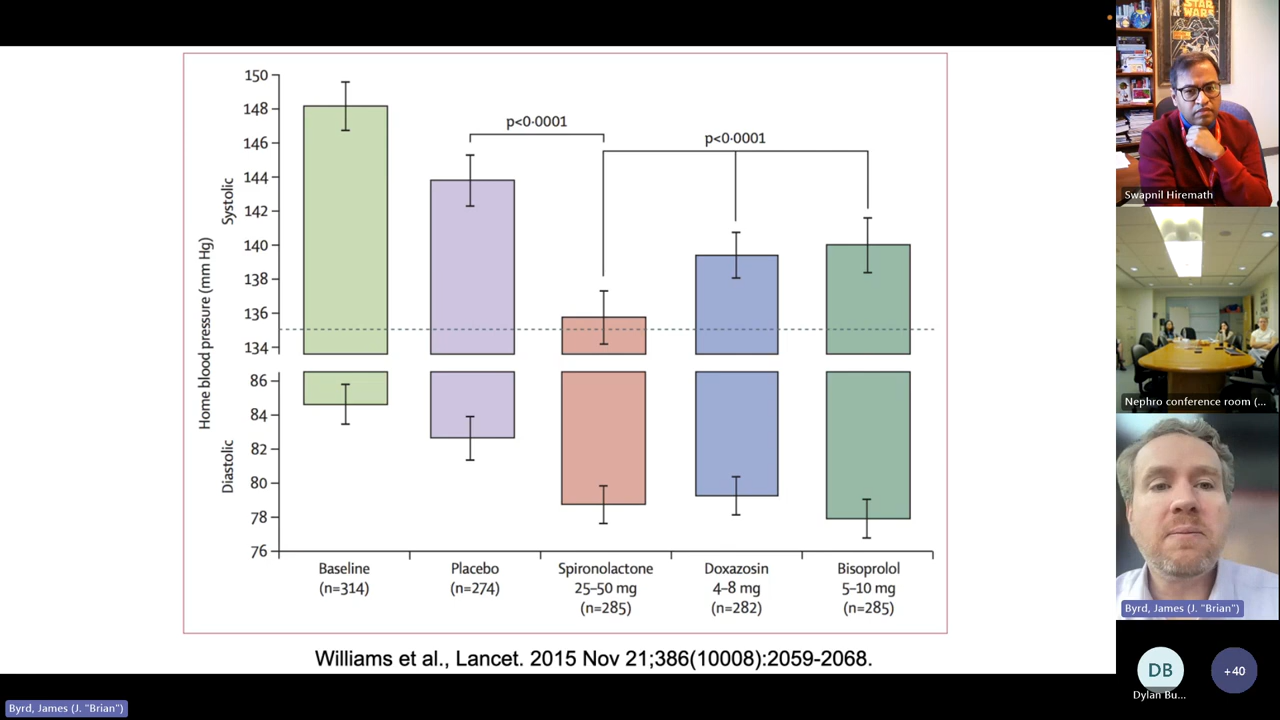 150
148
146
144
142
140
138
136
134
86
84
82
80
78
76
Home blood pressure (mm Hg)
Systolic
Diastolic
p<0·0001
p<0·0001
Baseline
(n=314)
Placebo
(n=274)
Spironolactone
25–50 mg
(n=285)
Doxazosin
4–8 mg
(n=282)
Bisoprolol
5–10 mg
(n=285)
Williams et al., Lancet. 2015 Nov 21;386(10008):2059-2068.
Byrd, James (J. "Brian")
STAR
WARS
Swapnil Hiremath
Nephro conference room (...
Byrd, James (J. "Brian")
DB
Dylan Bu...
+40